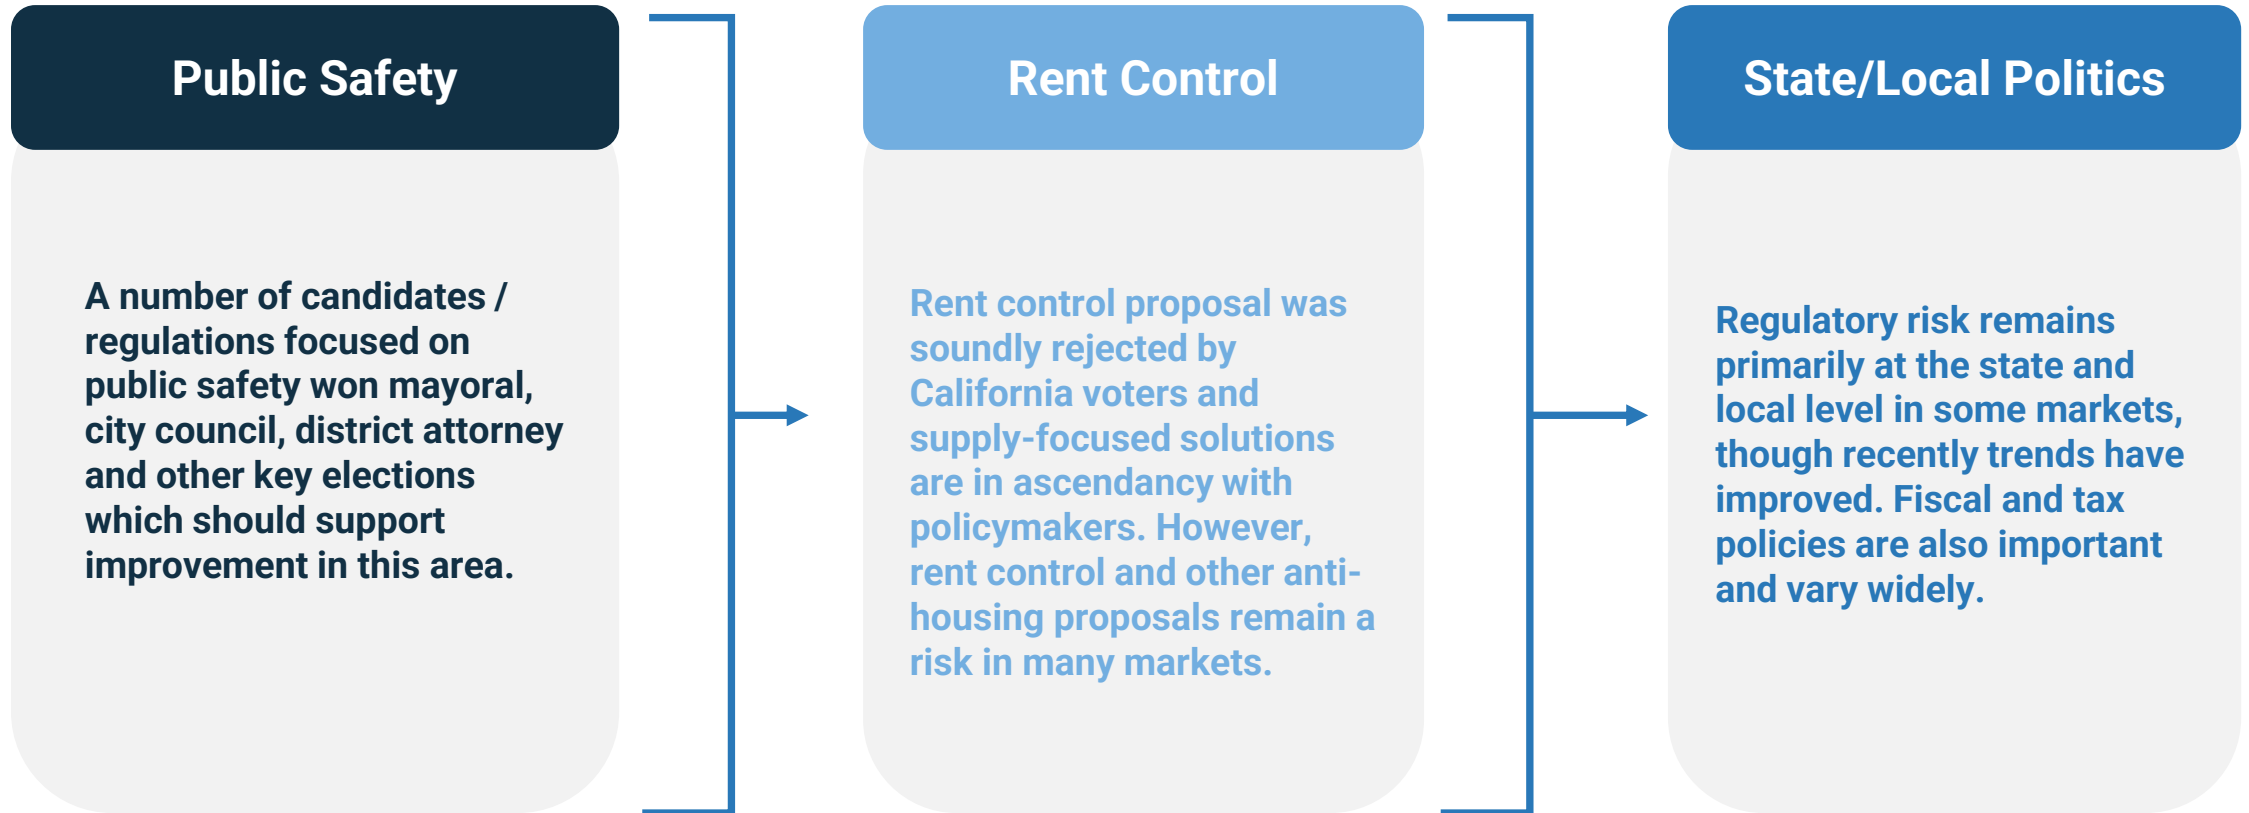 Public Safety
A number of candidates /
regulations focused on
public safety won mayoral,
city council, district attorney
and other key elections
which should support
improvement in this area.
Rent Control
Rent control proposal was
soundly rejected by
California voters and
supply-focused solutions
are in ascendancy with
policymakers. However,
rent control and other anti-
housing proposals remain a
risk in many markets.
State/Local Politics
Regulatory risk remains
primarily at the state and
local level in some markets,
though recently trends have
improved. Fiscal and tax
policies are also important
and vary widely.